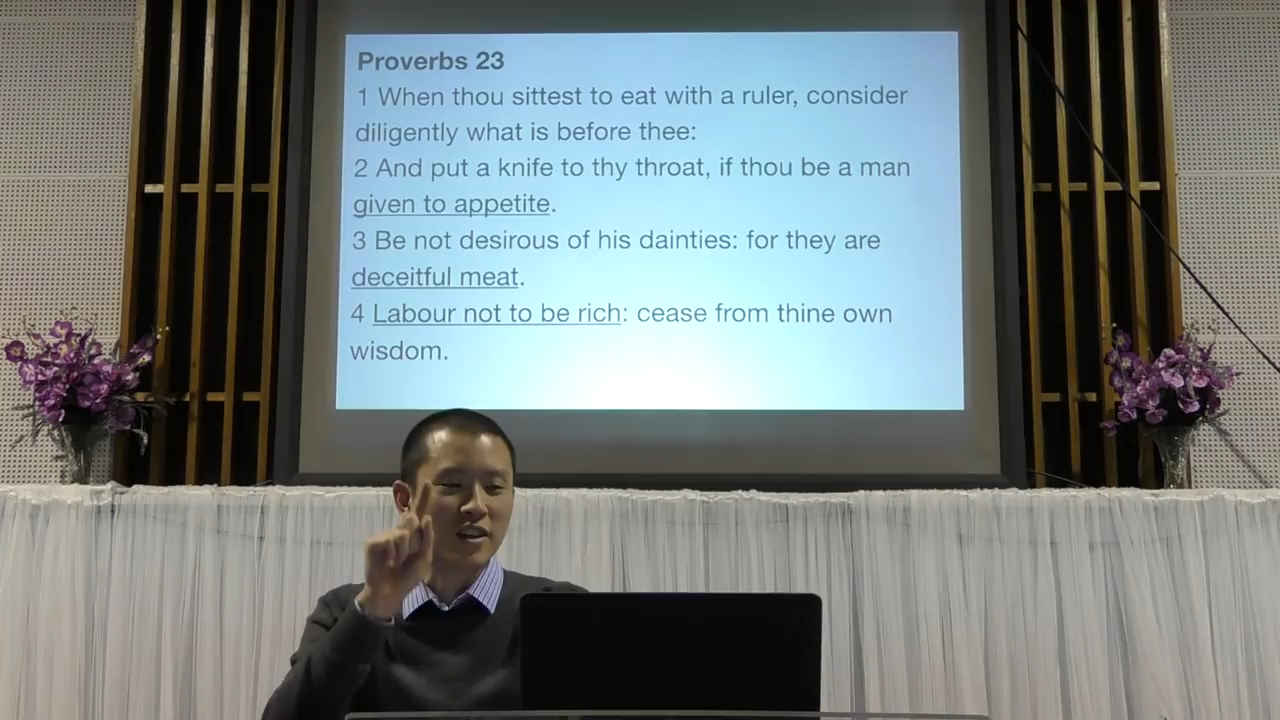 Proverbs 23
1 When thou sittest to eat with a ruler, consider
diligently what is before thee:
2 And put a knife to thy throat, if thou be a man
given to appetite.
3 Be not desirous of his dainties: for they are
deceitful meat.
4 Labour not to be rich: cease from thine own
wisdom.